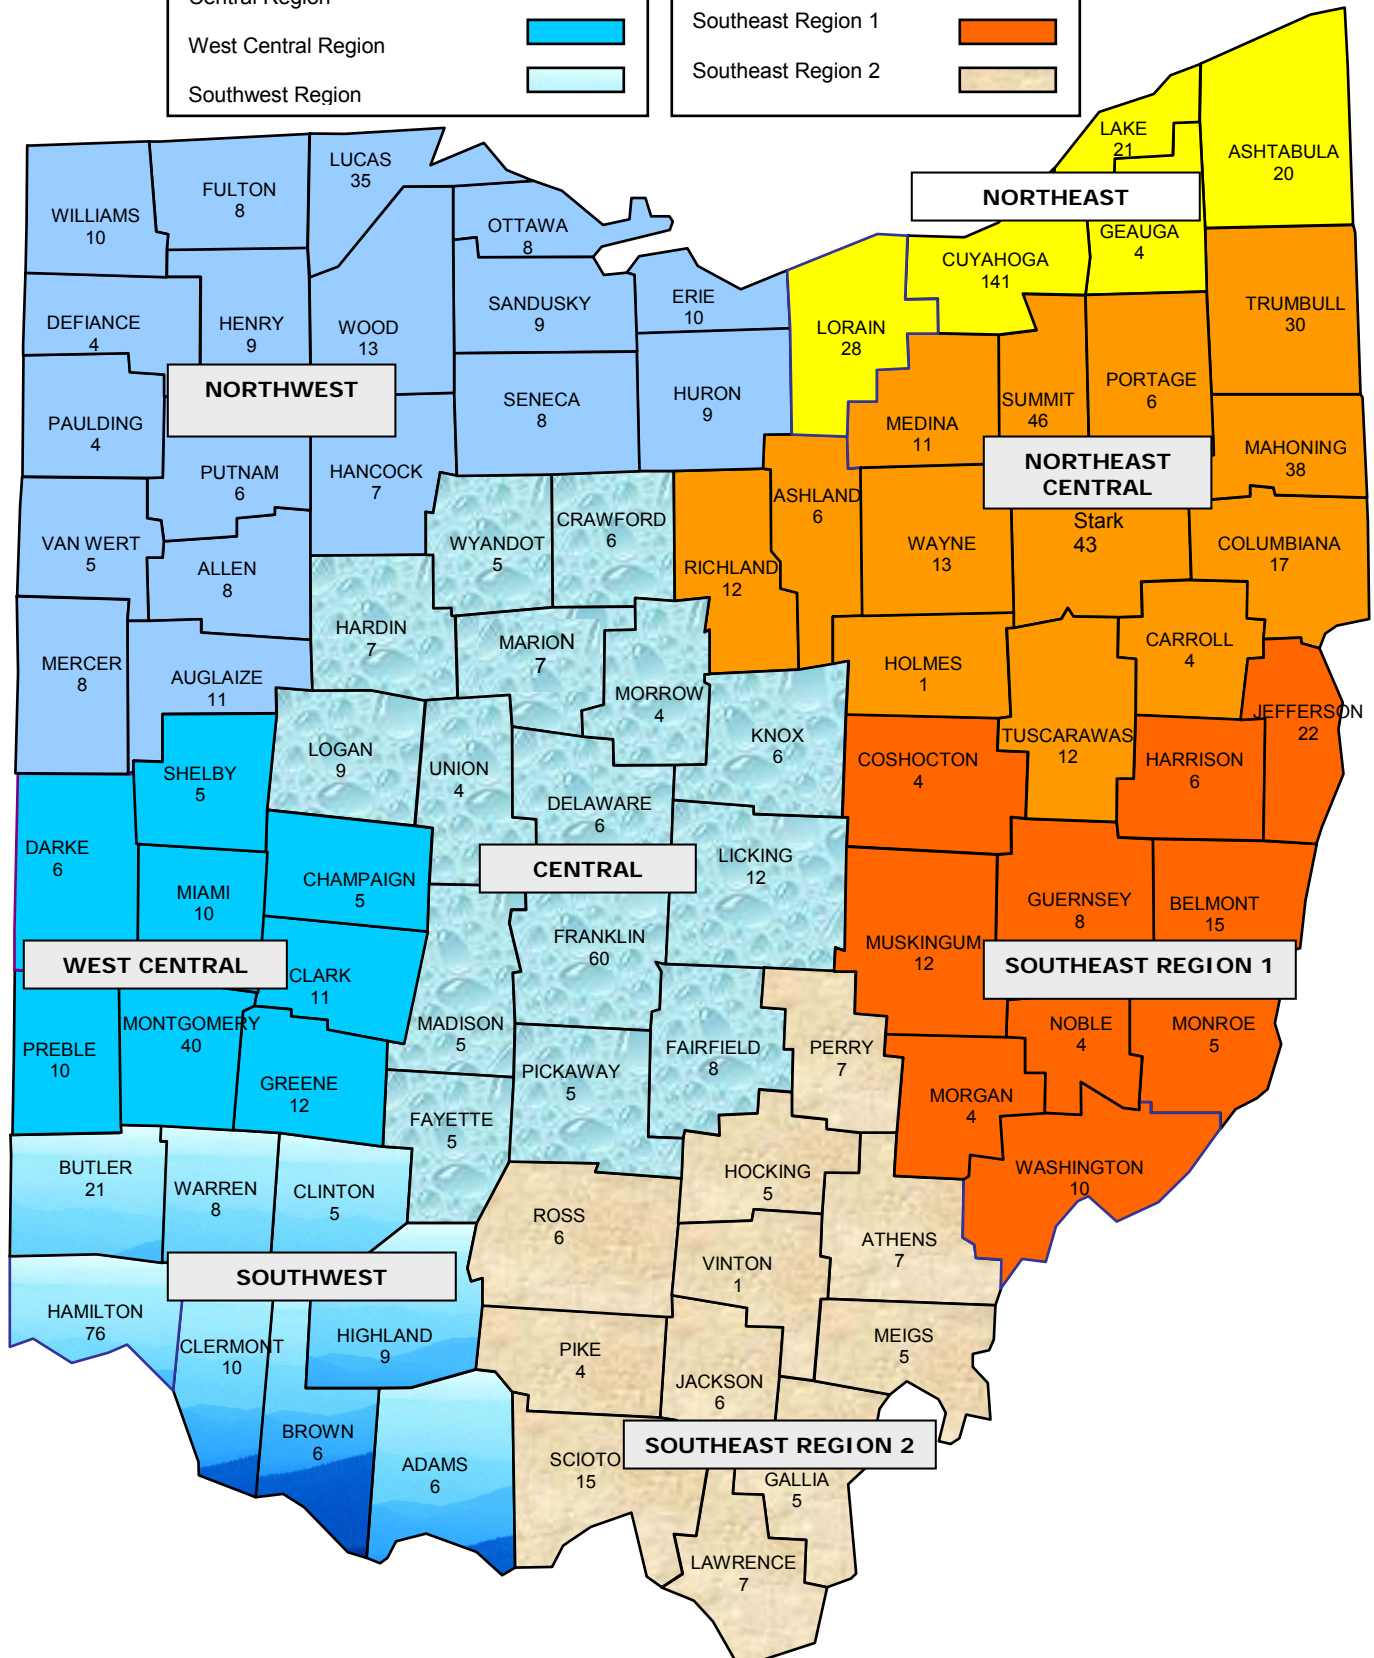 Central Region
West Central Region
Southwest Region
Southeast Region 1
Southeast Region 2
LAKE
21
ASHTABULA
20
LUCAS
35
FULTON
8
WILLIAMS
10
NORTHEAST
OTTAWA
8
GEAUGA
4
CUYAHOGA
141
SANDUSKY
9
ERIE
10
TRUMBULL
30
DEFIANCE
4
HENRY
9
WOOD
13
LORAIN
28
NORTHWEST
SENECA
8
HURON
9
PORTAGE
6
SUMMIT
46
PAULDING
4
MEDINA
11
MAHONING
38
NORTHEAST
CENTRAL
PUTNAM
6
HANCOCK
7
ASHLAND
6
CRAWFORD
6
Stark
43
VAN WERT
5
WYANDOT
5
WAYNE
13
COLUMBIANA
17
ALLEN
8
RICHLAND
12
HARDIN
7
MARION
7
CARROLL
4
MERCER
8
AUGLAIZE
11
HOLMES
1
MORROW
4
JEFFERSON
22
LOGAN
9
KNOX
6
TUSCARAWAS
12
UNION
4
SHELBY
5
COSHOCTON
4
HARRISON
6
DELAWARE
6
DARKE
6
LICKING
12
CENTRAL
CHAMPAIGN
5
MIAMI
10
GUERNSEY
8
BELMONT
15
FRANKLIN
60
MUSKINGUM
12
WEST CENTRAL
SOUTHEAST REGION 1
CLARK
11
MONTGOMERY
40
MADISON
5
NOBLE
4
MONROE
5
PREBLE
10
FAIRFIELD
8
PERRY
7
PICKAWAY
5
GREENE
12
MORGAN
4
FAYETTE
5
BUTLER
21
WARREN
8
CLINTON
5
HOCKING
5
WASHINGTON
10
ROSS
6
ATHENS
7
VINTON
1
SOUTHWEST
HAMILTON
76
CLERMONT
10
HIGHLAND
9
PIKE
4
MEIGS
5
JACKSON
6
BROWN
6
SOUTHEAST REGION 2
ADAMS
6
SCIOTO
15
GALLIA
5
LAWRENCE
7